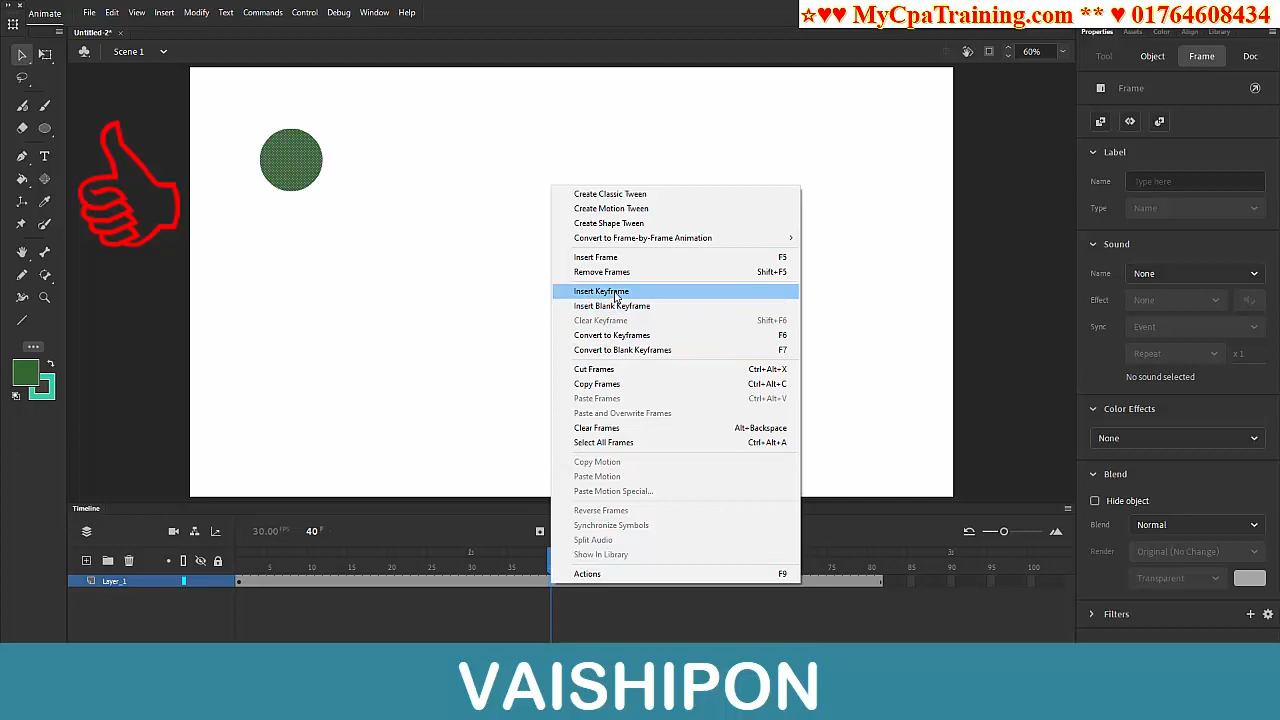 Animate
File Edit View Insert Modify Text Commands Control Debug Window Help
☆♥♥ MyCpaTraining.com ** ♥ 01764608434
Untitled-2* ×
Properties Assets Color Align Library
Scene 1
60%
Tool Object Frame Doc
Frame
Label
Name Type here
Type Name
Sound
Name None
Effect None
Sync Event
Repeat x 1
No sound selected
Color Effects
None
Blend
Hide object
Blend Normal
Render Original (No Change)
Transparent
Filters
Create Classic Tween
Create Motion Tween
Create Shape Tween
Convert to Frame-by-Frame Animation
Insert Frame F5
Remove Frames Shift+F5
Insert Keyframe
Insert Blank Keyframe
Clear Keyframe Shift+F6
Convert to Keyframes F6
Convert to Blank Keyframes F7
Cut Frames Ctrl+Alt+X
Copy Frames Ctrl+Alt+C
Paste Frames Ctrl+Alt+V
Paste and Overwrite Frames
Clear Frames Alt+Backspace
Select All Frames Ctrl+Alt+A
Copy Motion
Paste Motion
Paste Motion Special...
Reverse Frames
Synchronize Symbols
Split Audio
Show In Library
Actions F9
Timeline
30.00 FPS 40 F
1s 3s
5 10 15 20 25 30 35 80 85 90 95 100
Layer_1
VAISHIPON